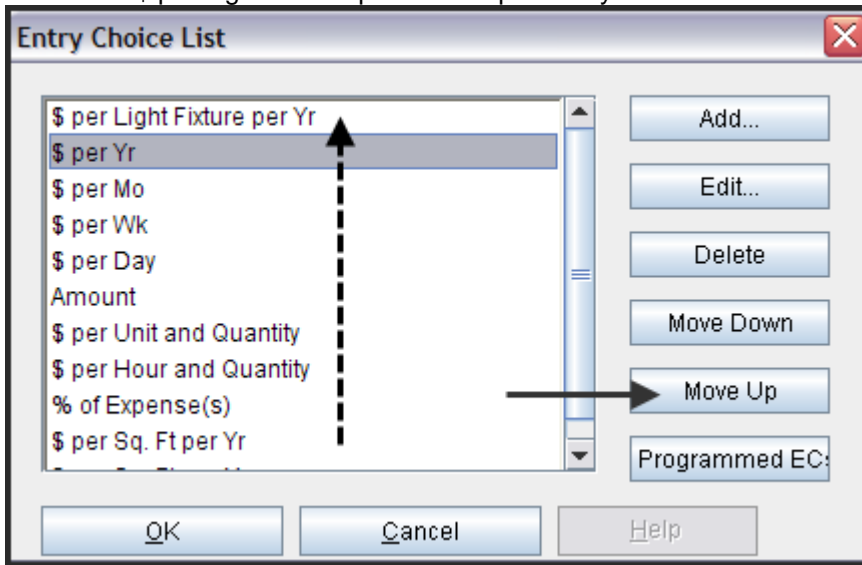 Entry Choice List
$ per Light Fixture per Yr
$ per Yr
$ per Mo
$ per Wk
$ per Day
Amount
$ per Unit and Quantity
$ per Hour and Quantity
% of Expense(s)
$ per Sq. Ft per Yr
Add...
Edit...
Delete
Move Down
Move Up
Programmed EC
OK
Cancel
Help